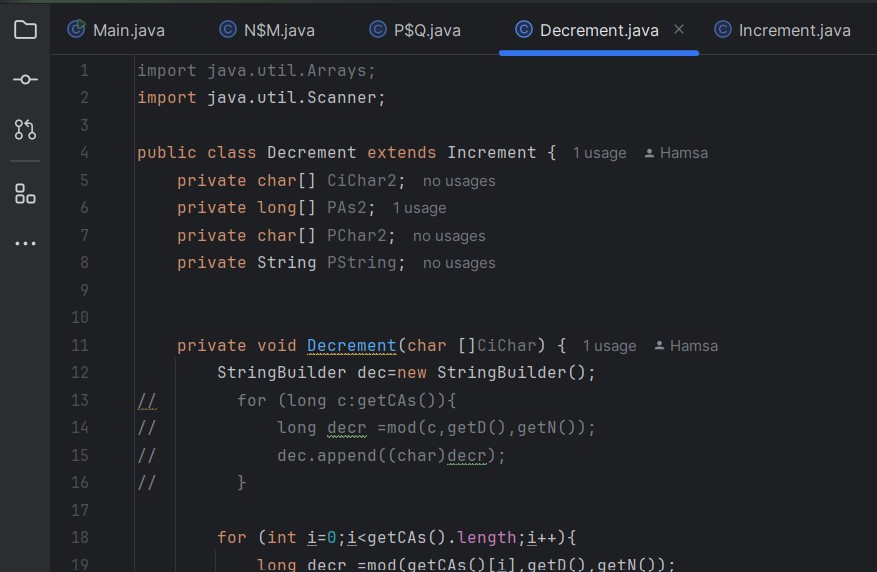 Main.java N$M.java P$Q.java Decrement.java Increment.java
1 import java.util.Arrays;
2 import java.util.Scanner;
3
4 public class Decrement extends Increment { 1 usage Hamsa
5 private char[] CiChar2; no usages
6 private long[] PAs2; 1 usage
7 private char[] PChar2; no usages
8 private String PString; no usages
9
10
11 private void Decrement(char []CiChar) { 1 usage Hamsa
12 StringBuilder dec=new StringBuilder();
13 // for (long c:getCAs()){
14 // long decr =mod(c,getD(),getN());
15 // dec.append((char)decr);
16 // }
17
18 for (int i=0;i<getCAs().length;i++){
19 long decr =mod(getCAs()[i],getD(),getN());